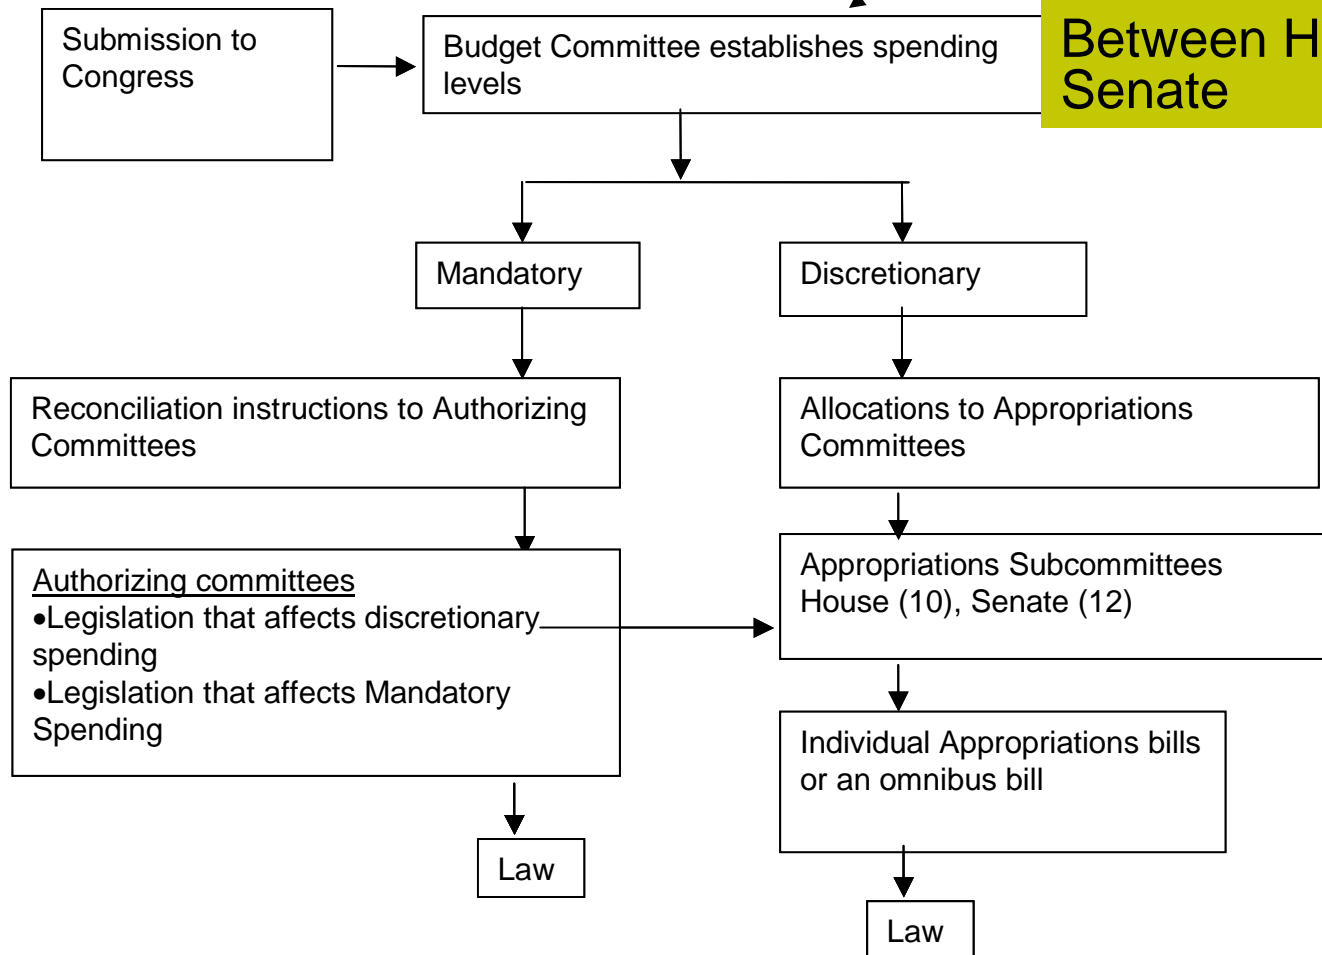 Submission to
Congress
Budget Committee establishes spending
levels
Between H
Senate
Mandatory
Discretionary
Reconciliation instructions to Authorizing
Committees
Allocations to Appropriations
Committees
Authorizing committees
•Legislation that affects discretionary
spending
•Legislation that affects Mandatory
Spending
Appropriations Subcommittees
House (10), Senate (12)
Individual Appropriations bills
or an omnibus bill
Law
Law